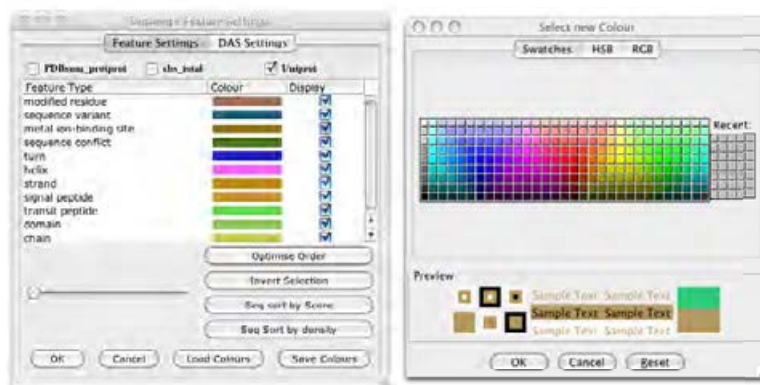 Sequence Feature Settings
Feature Settings DAS Settings
Uniprot
Feature Type Colour Display
modified residue
sequence variant
metal ion-binding site
sequence conflict
turn
helix
strand
signal peptide
transit peptide
domain
chain
Optimise Order
Invert Selection
Seq sort by Score
Seq Sort by density
OK Cancel Load Colours Save Colours
Select new Colour
Swatches HSB RGB
Recent:
Preview
Sample Text Sample Text
Sample Text Sample Text
Sample Text Sample Text
OK Cancel Reset